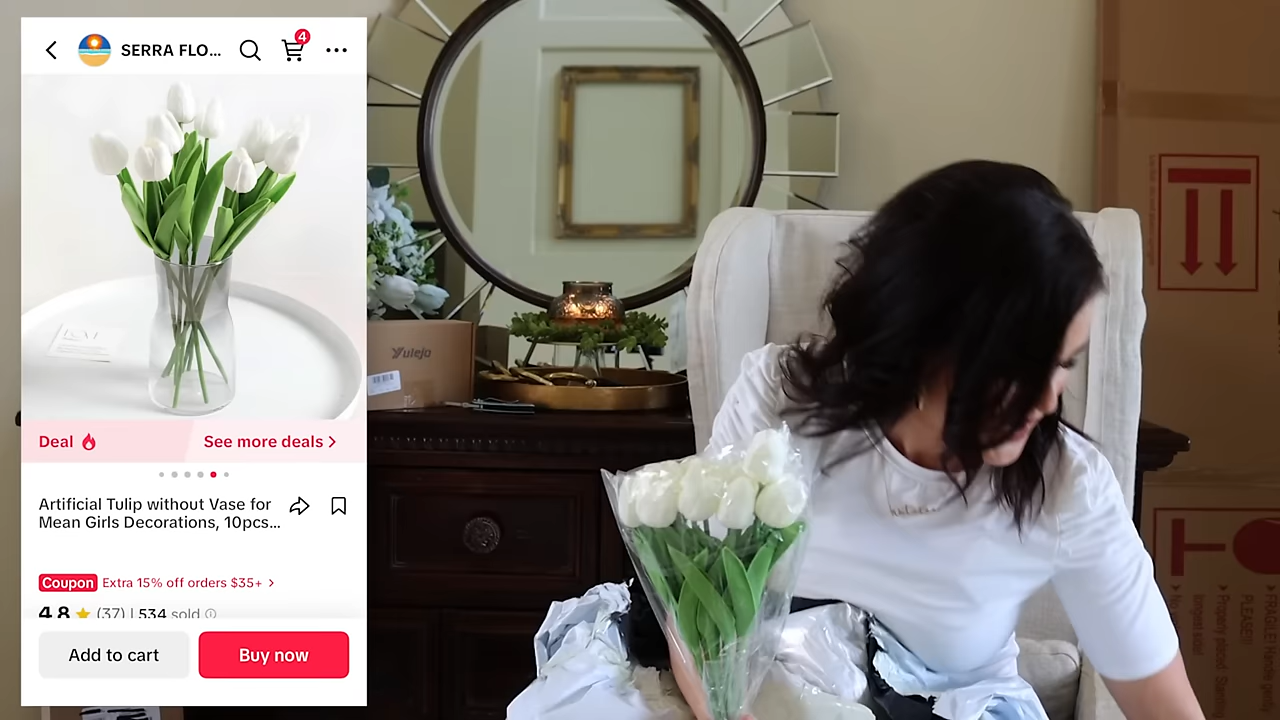 SERRA FLO...
4
Deal
See more deals >
Artificial Tulip without Vase for
Mean Girls Decorations, 10pcs...
Coupon Extra 15% off orders $35+ >
4.8 (37) | 534 sold
Add to cart
Buy now
Yulejo
PLEASE!!